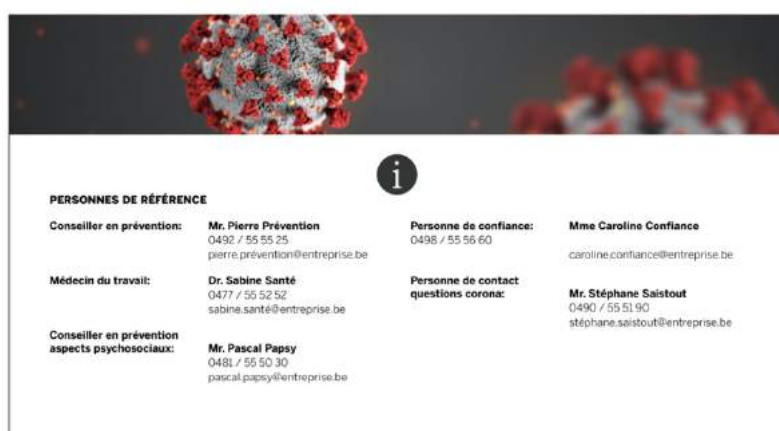 i
PERSONNES DE RÉFÉRENCE
Conseiller en prévention:
Mr. Pierre Prévention
0492 / 55 55 25
pierre.prévention@entreprise.be
Médecin du travail:
Dr. Sabine Santé
0477 / 55 52 52
sabine.santé@entreprise.be
Conseiller en prévention
aspects psychosociaux:
Mr. Pascal Papsy
0481 / 55 50 30
pascal.papsy@entreprise.be
Personne de confiance:
0498 / 55 56 60
Mme Caroline Confiance
caroline.confiance@entreprise.be
Personne de contact
questions corona:
Mr. Stéphane Saistout
0490 / 55 51 90
stéphane.saistout@entreprise.be